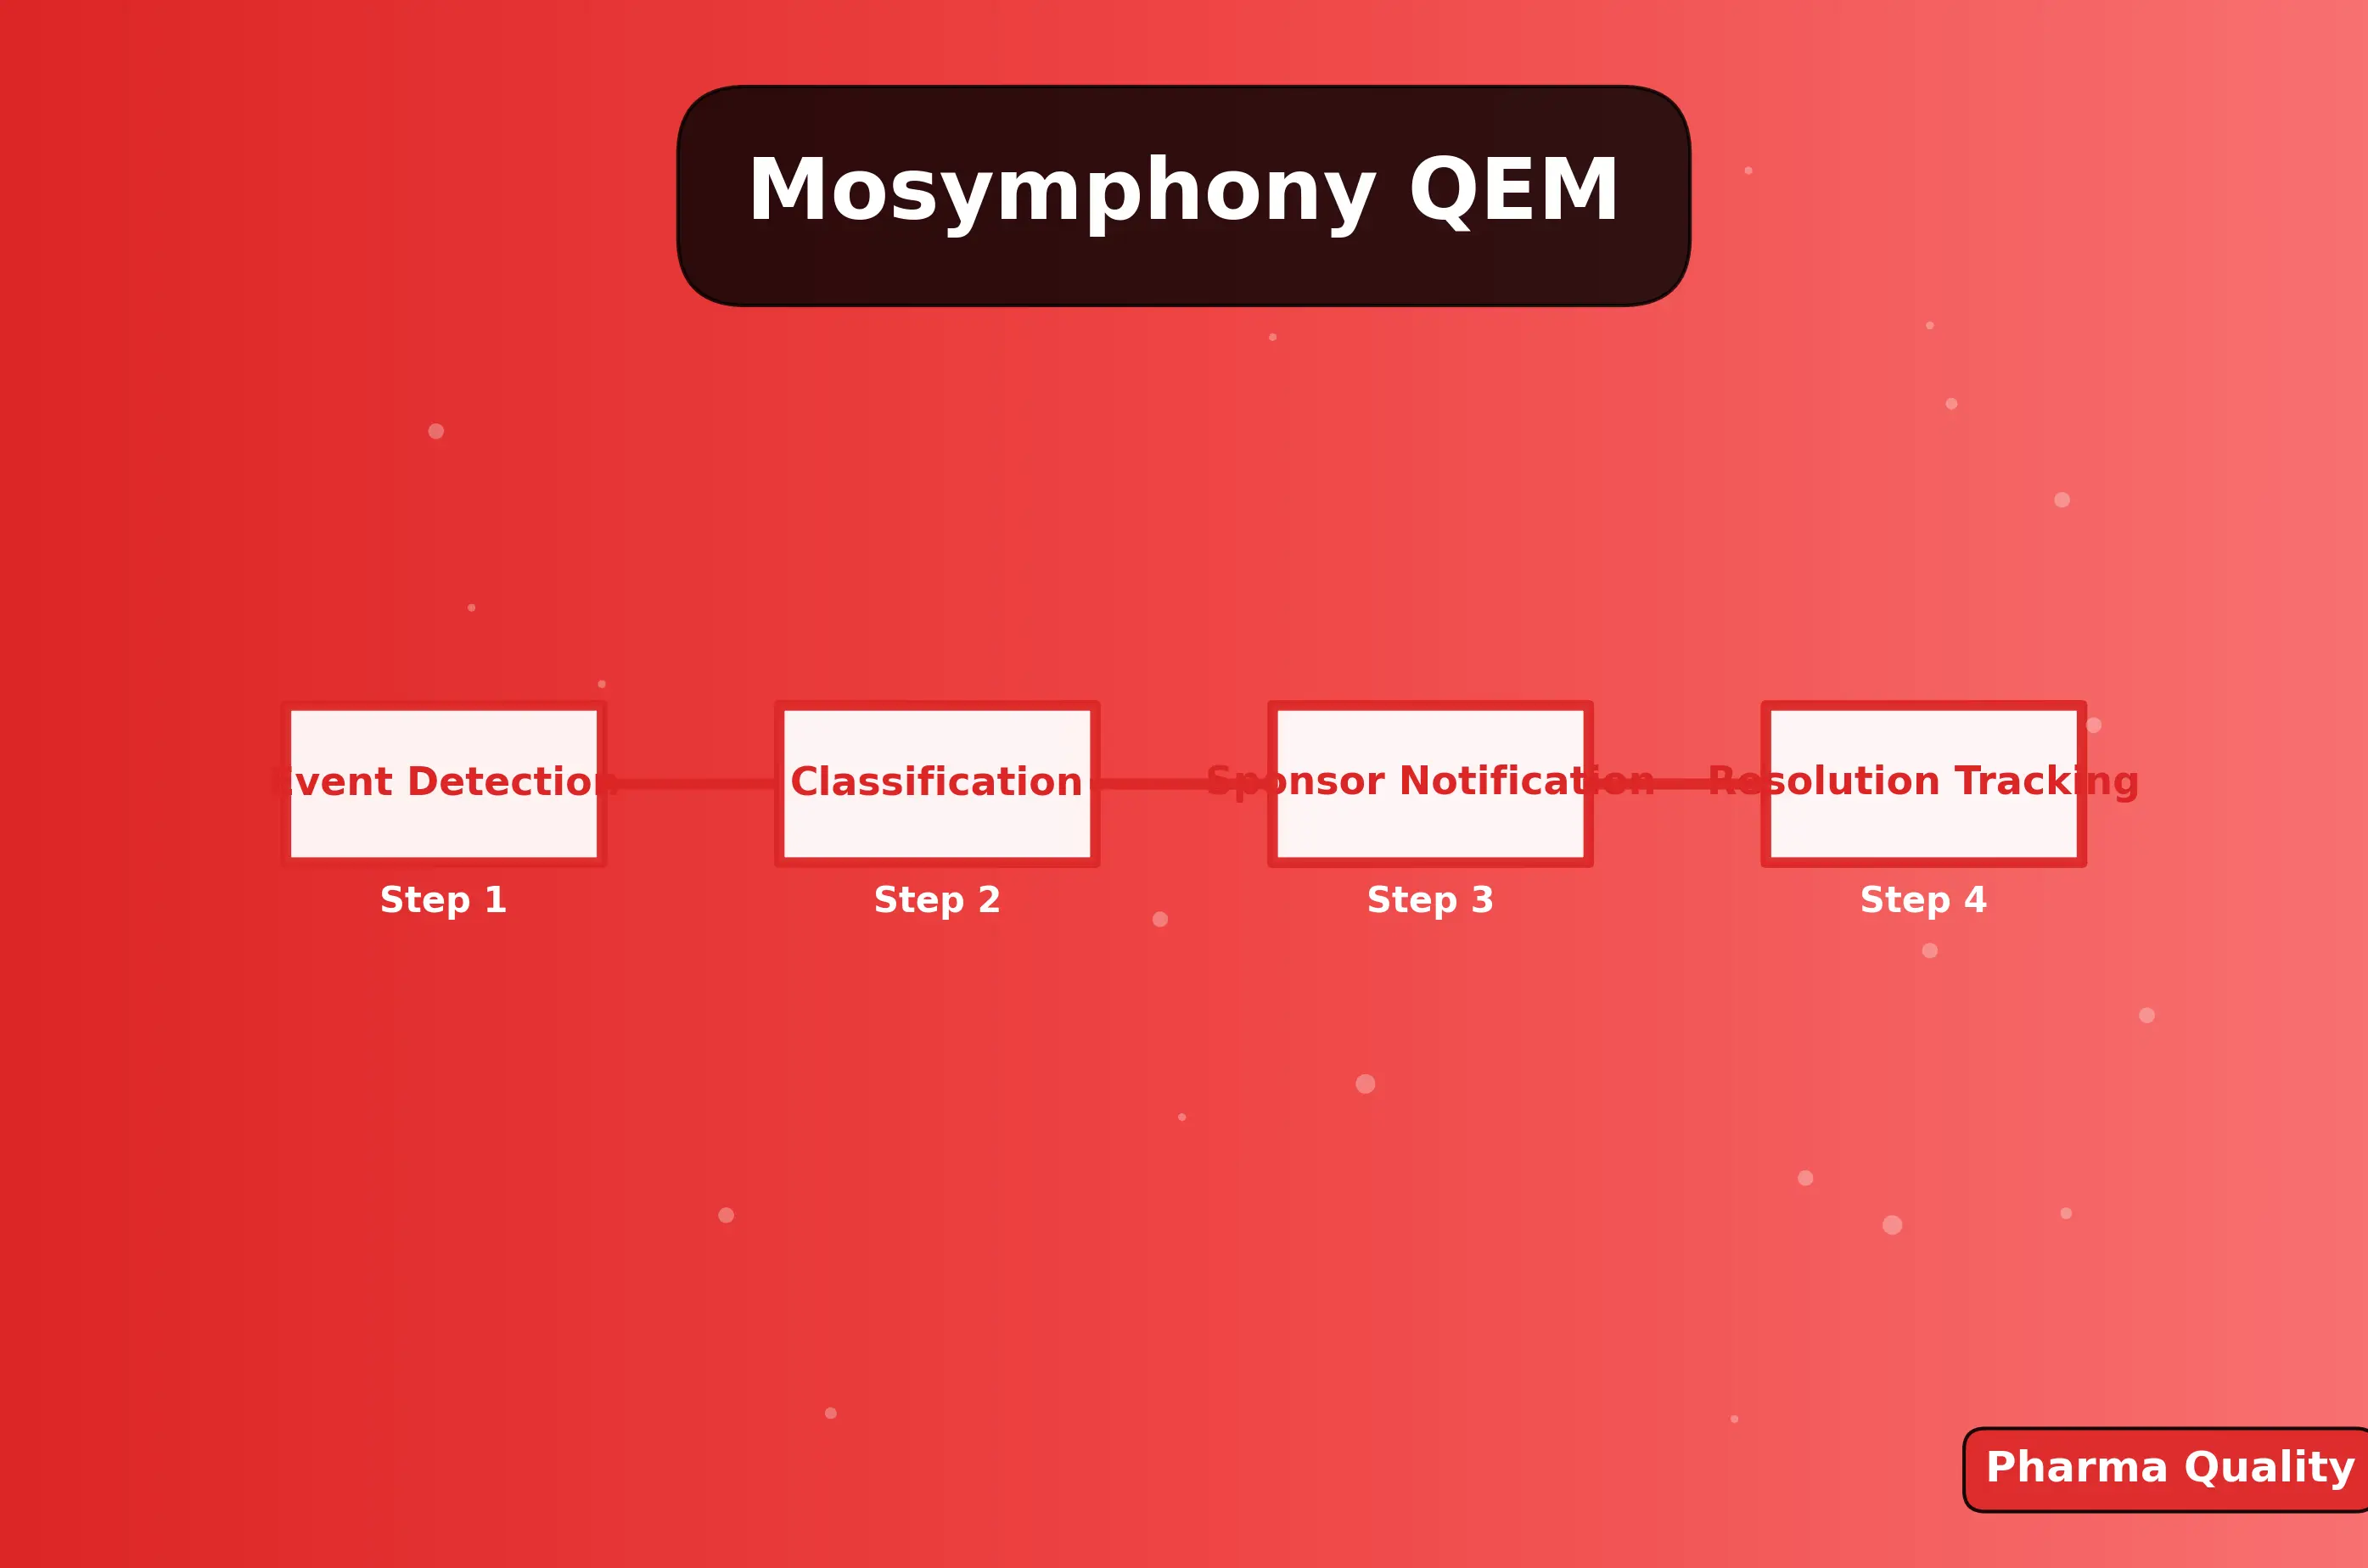 Mosymphony QEM
Event Detection
Classification
Sponsor Notification
Resolution Tracking
Step 1
Step 2
Step 3
Step 4
Pharma Quality